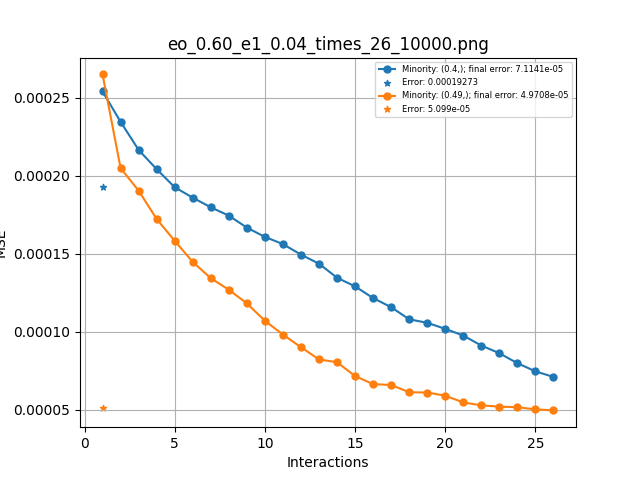 eo_0.60_e1_0.04_times_26_10000.png
Minority: (0.4,); final error: 7.1141e-05
Error: 0.00019273
Minority: (0.49,); final error: 4.9708e-05
Error: 5.099e-05
0.00025
0.00020
0.00015
0.00010
0.00005
MSE
0 5 10 15 20 25
Interactions